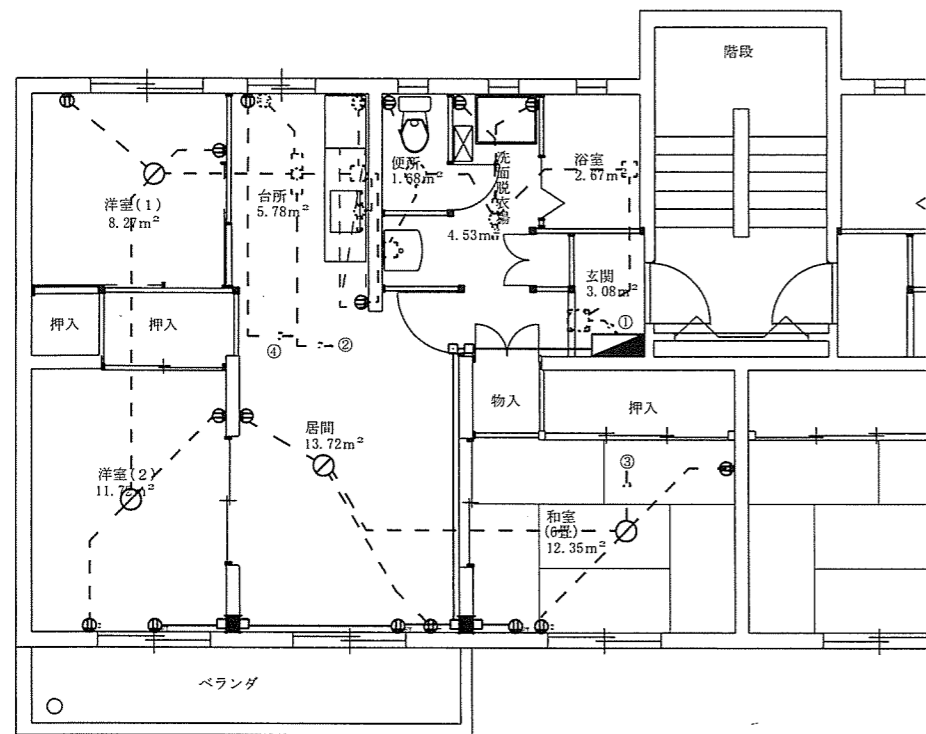 階段
便所
1.68m²
洗面脱衣場
4.53m²
浴室
2.67m²
台所
5.78m²
洋室(1)
8.27m²
玄関
3.08m²
①
押入
押入
④
②
物入
押入
居間
13.72m²
洋室(2)
11.72m²
③
和室
(6畳)
12.35m²
ベランダ